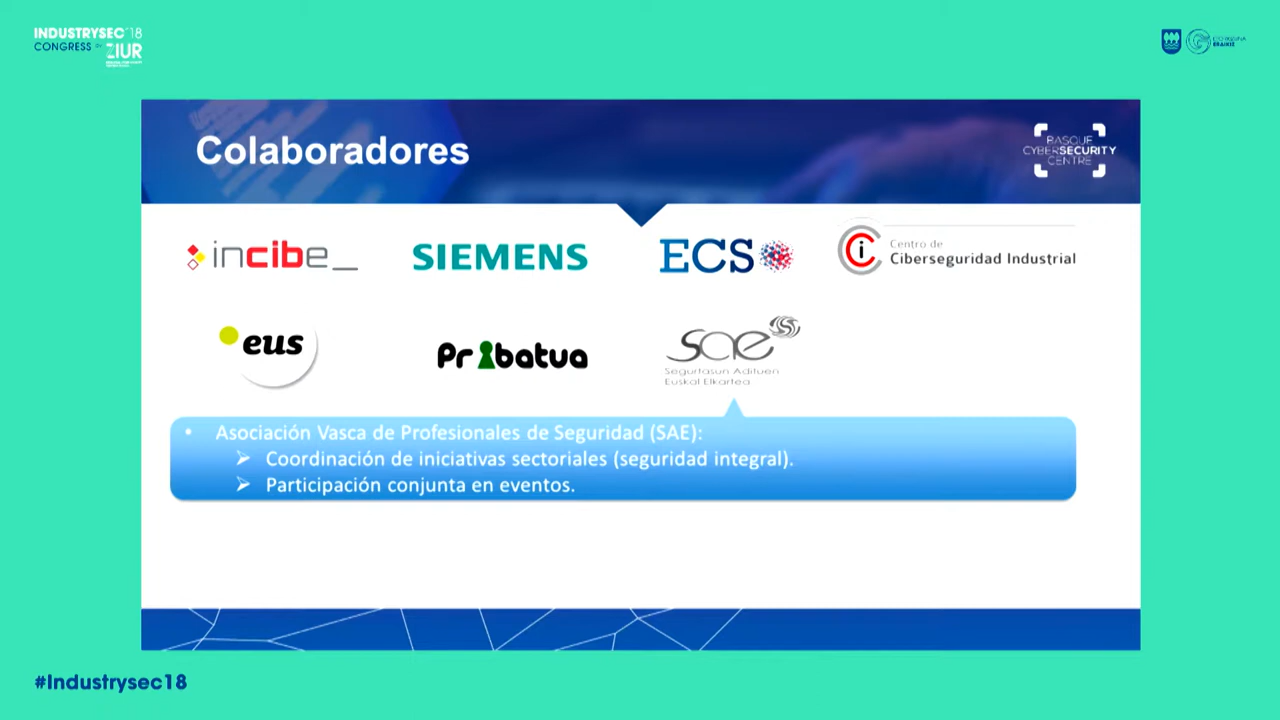 INDUSTRYSEC'18
CONGRESS BY ZIUR
Colaboradores
BASQUE
CYBERSECURITY
CENTRE
incibe_
SIEMENS
ECS
Centro de
Ciberseguridad Industrial
eus
Pribatua
sae
Segurtasun Adituen
Euskal Elkartea
• Asociación Vasca de Profesionales de Seguridad (SAE):
➢ Coordinación de iniciativas sectoriales (seguridad integral).
➢ Participación conjunta en eventos.
#Industrysec18